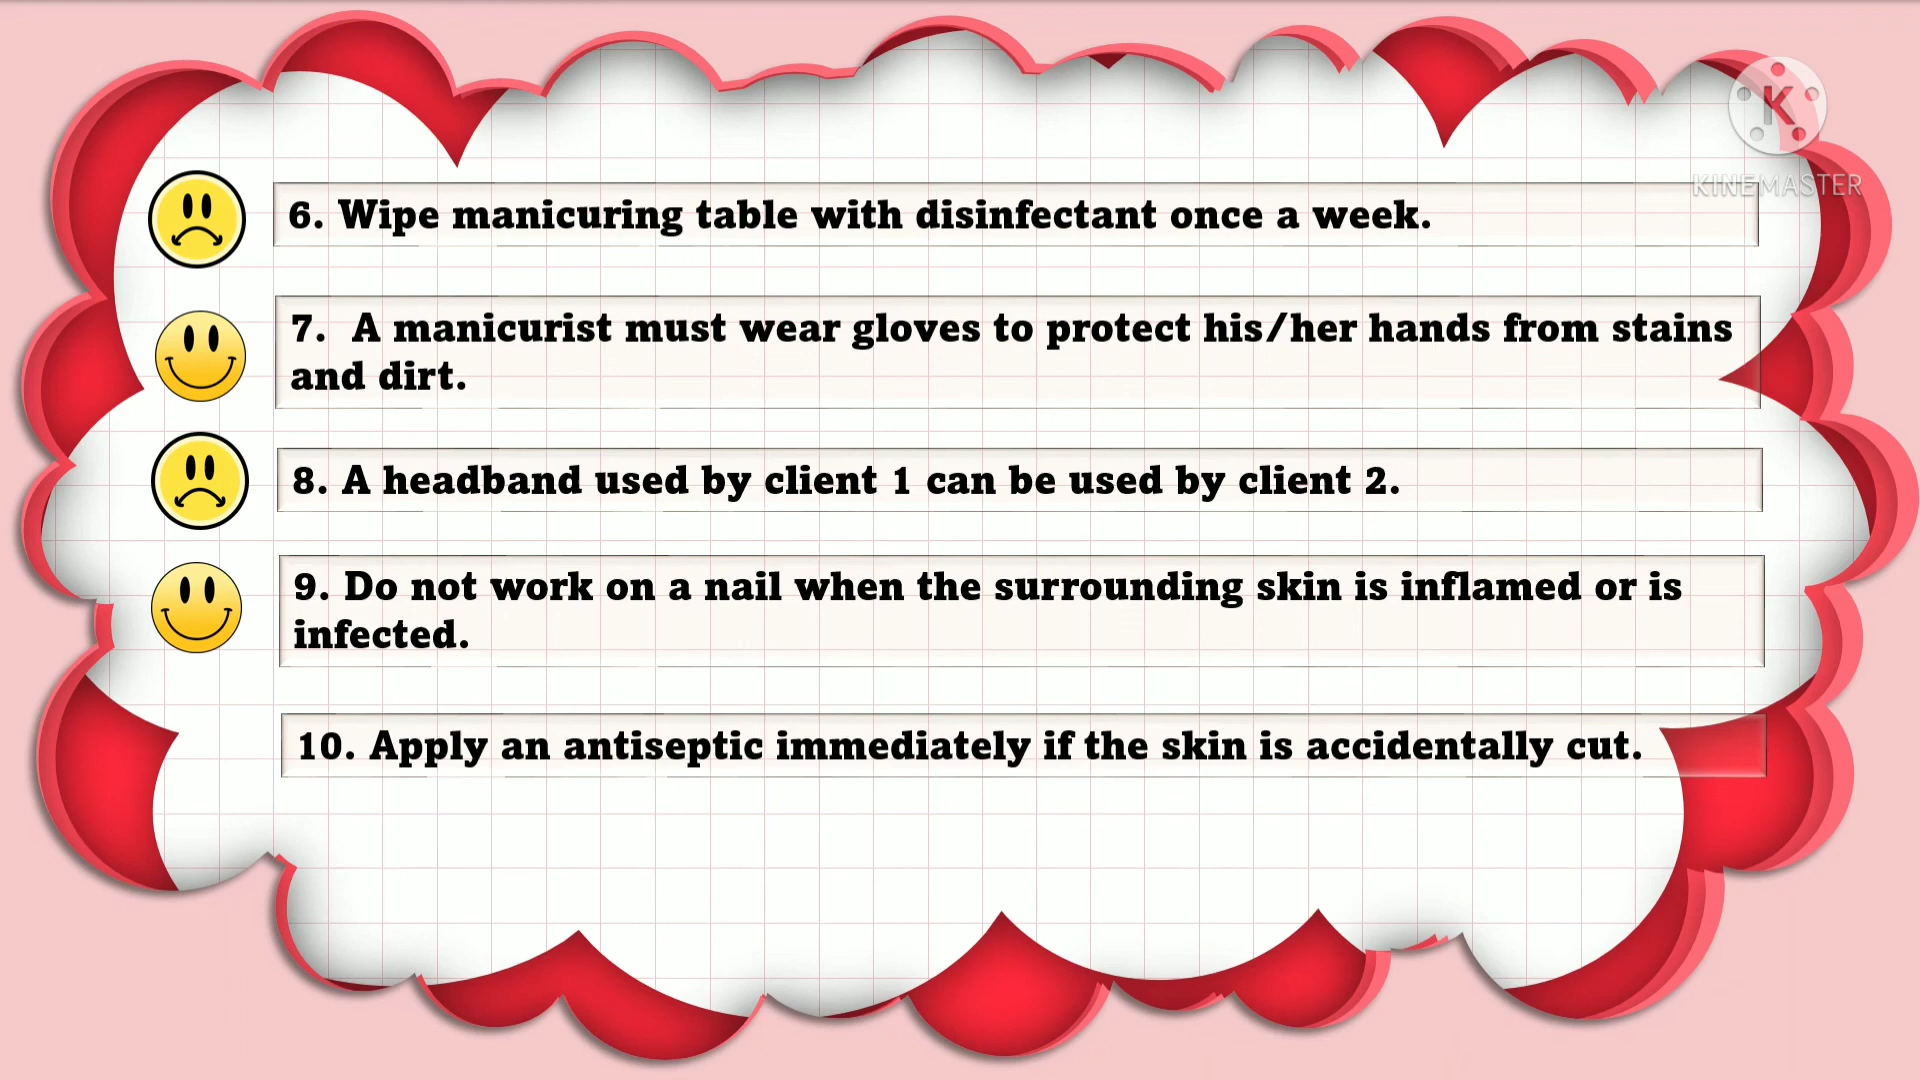 KINEMASTER
6. Wipe manicuring table with disinfectant once a week.
7. A manicurist must wear gloves to protect his/her hands from stains
and dirt.
8. A headband used by client 1 can be used by client 2.
9. Do not work on a nail when the surrounding skin is inflamed or is
infected.
10. Apply an antiseptic immediately if the skin is accidentally cut.